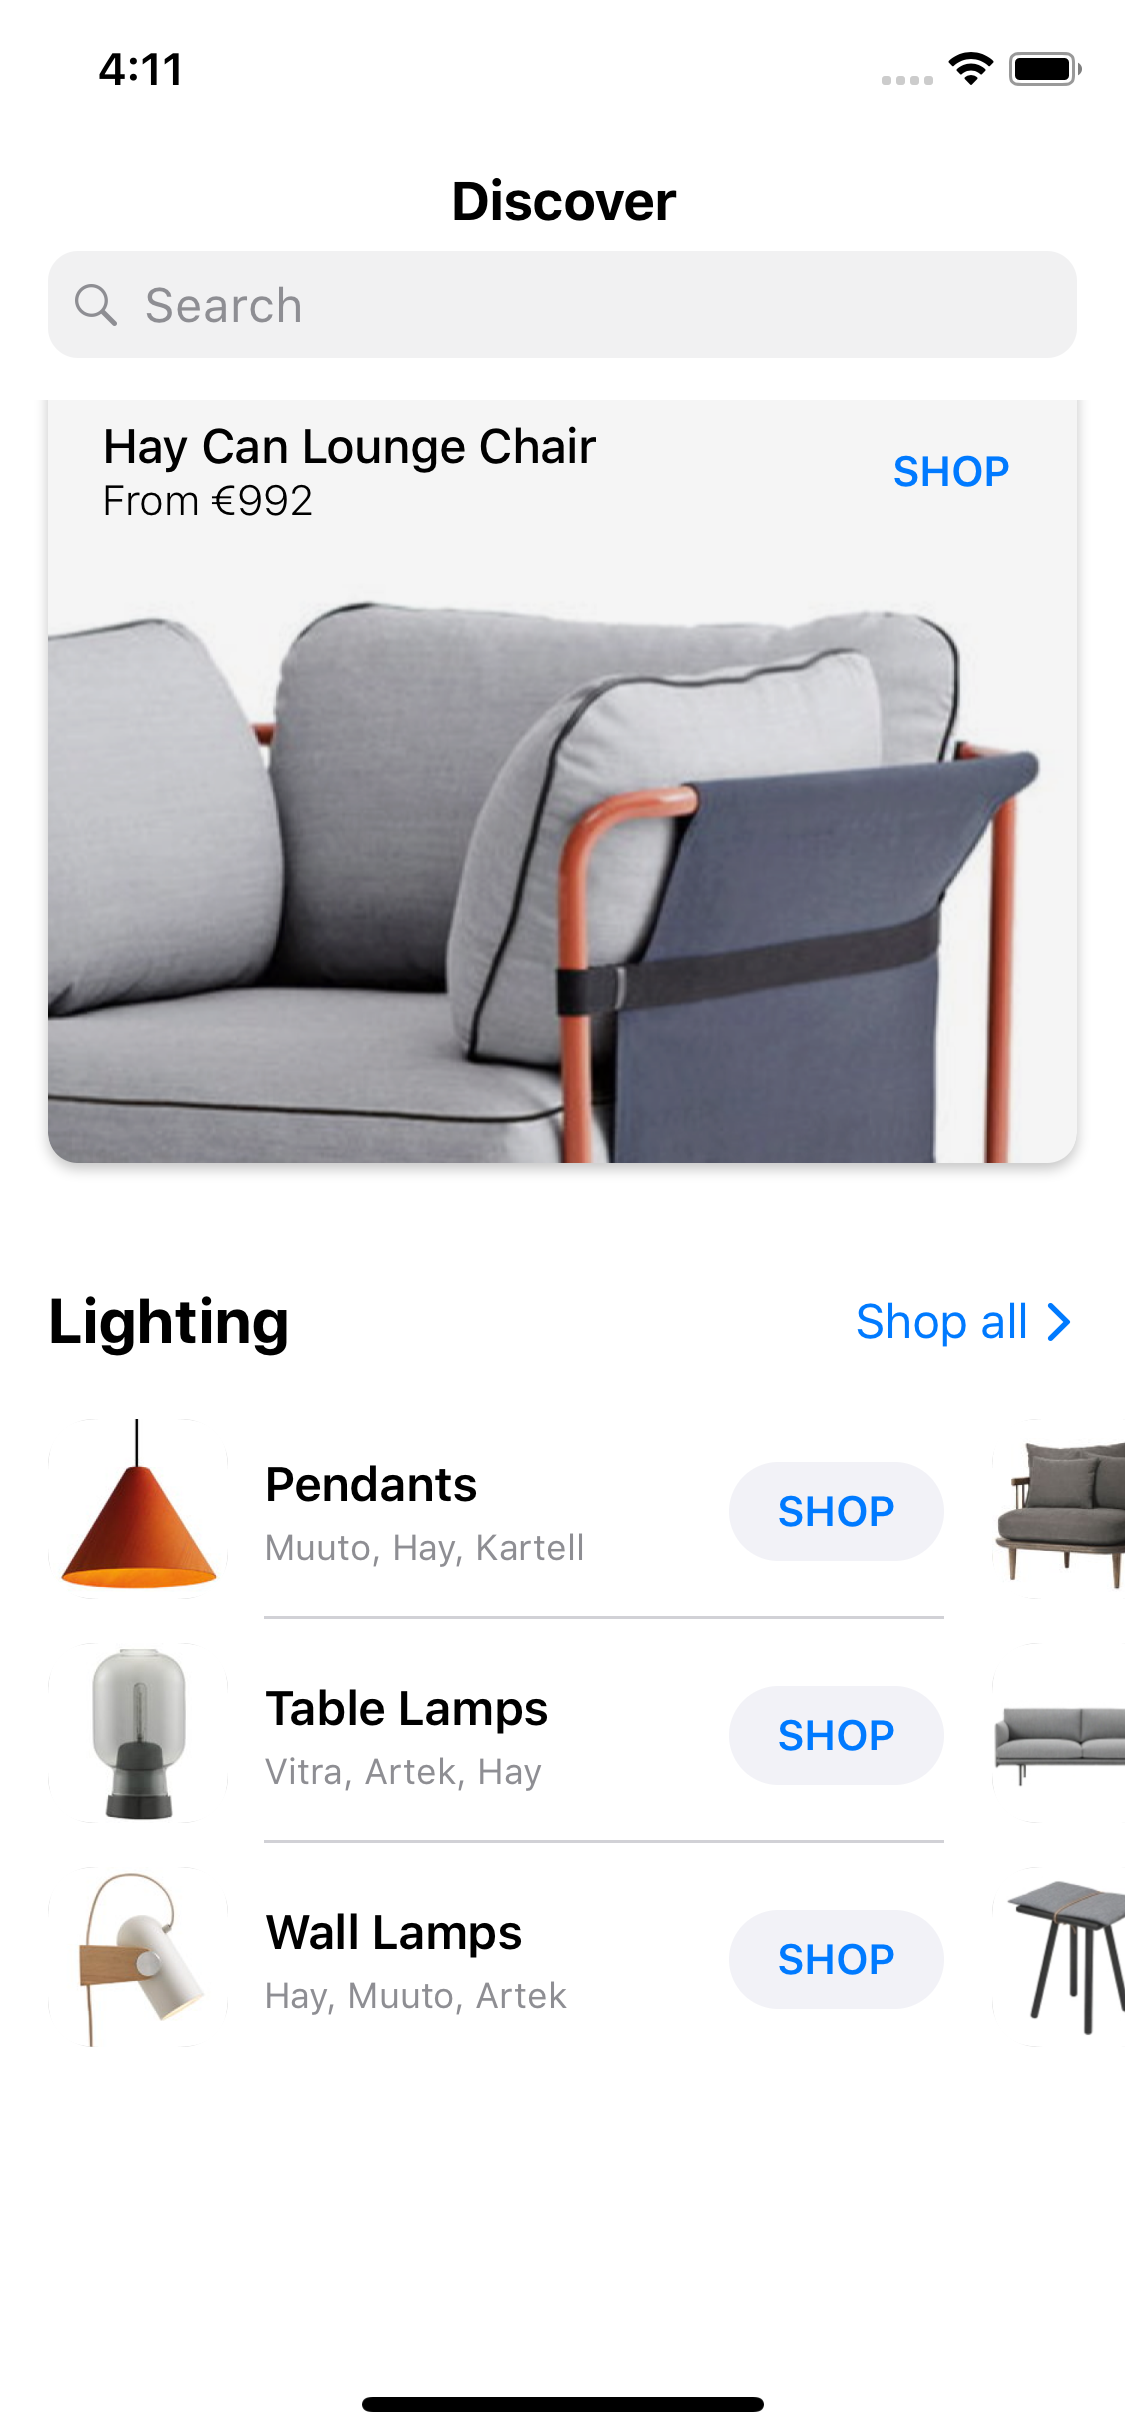 4:11
Discover
Search
Hay Can Lounge Chair
From €992
SHOP
Lighting
Shop all
Pendants
Muuto, Hay, Kartell
SHOP
Table Lamps
Vitra, Artek, Hay
SHOP
Wall Lamps
Hay, Muuto, Artek
SHOP